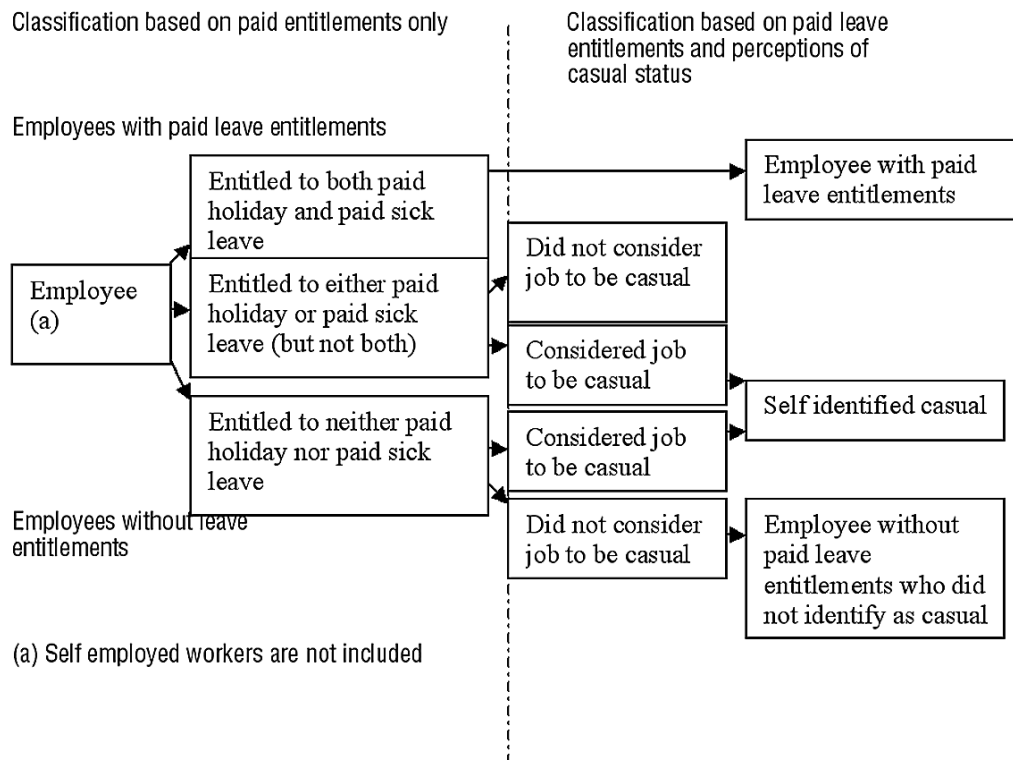 Classification based on paid entitlements only
Classification based on paid leave
entitlements and perceptions of
casual status
Employees with paid leave entitlements
Entitled to both paid
holiday and paid sick
leave
Employee with paid
leave entitlements
Employee
(a)
Entitled to either paid
holiday or paid sick
leave (but not both)
Did not consider
job to be casual
Considered job
to be casual
Self identified casual
Entitled to neither paid
holiday nor paid sick
leave
Considered job
to be casual
Employees without leave
entitlements
Did not consider
job to be casual
Employee without
paid leave
entitlements who did
not identify as casual
(a) Self employed workers are not included